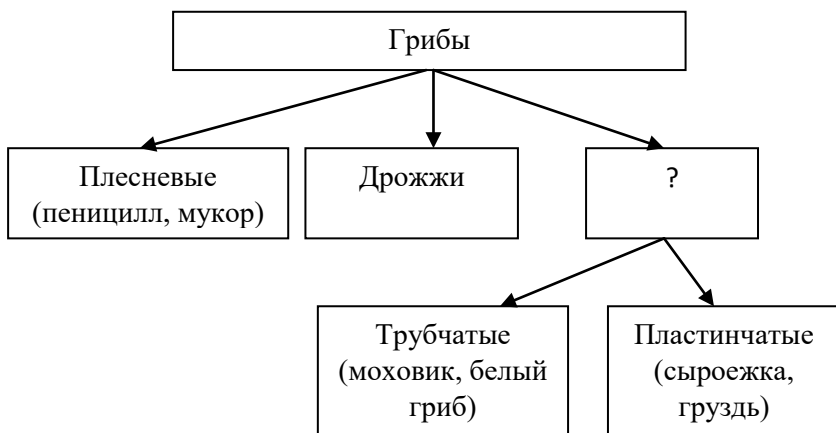 Грибы
Плесневые
(пеницилл, мукор)
Дрожжи
?
Трубчатые
(моховик, белый
гриб)
Пластинчатые
(сыроежка,
груздь)